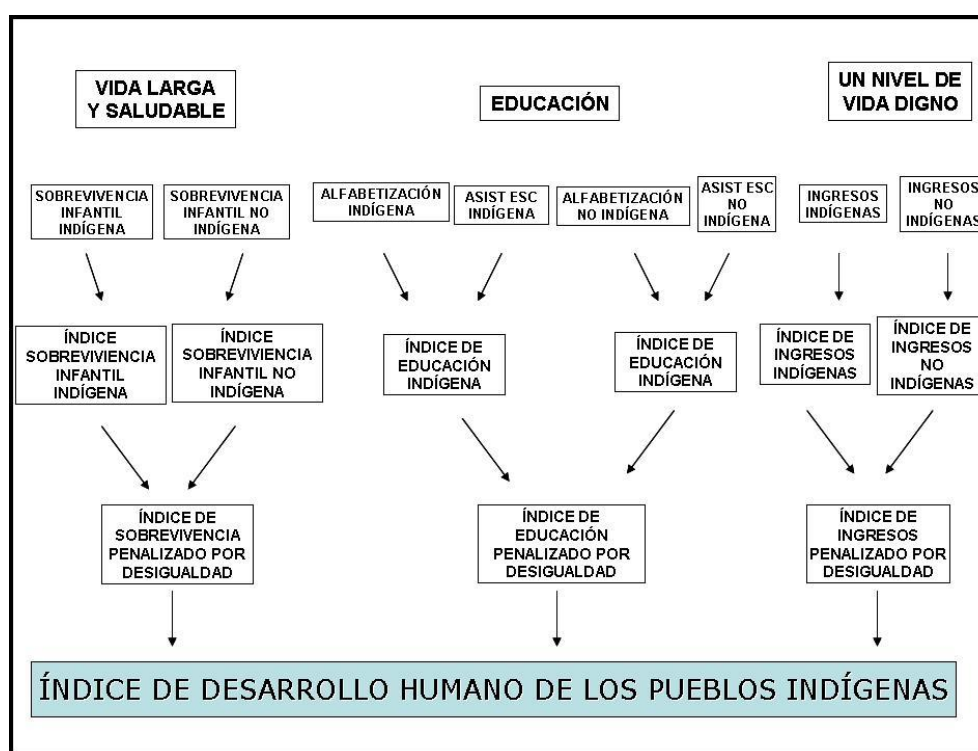 VIDA LARGA
Y SALUDABLE
EDUCACIÓN
UN NIVEL DE
VIDA DIGNO
SOBREVIVENCIA
INFANTIL
INDÍGENA
SOBREVIVENCIA
INFANTIL NO
INDÍGENA
ALFABETIZACIÓN
INDÍGENA
ASIST ESC
INDÍGENA
ALFABETIZACIÓN
NO INDÍGENA
ASIST ESC
NO
INDÍGENA
INGRESOS
INDÍGENAS
INGRESOS
NO
INDÍGENAS
ÍNDICE
SOBREVIVIENCIA
INFANTIL
INDÍGENA
ÍNDICE
SOBREVIVIENCIA
INFANTIL NO
INDÍGENA
ÍNDICE DE
EDUCACIÓN
INDÍGENA
ÍNDICE DE
EDUCACIÓN
INDÍGENA
ÍNDICE DE
INGRESOS
INDÍGENAS
ÍNDICE DE
INGRESOS
NO
INDÍGENAS
ÍNDICE DE
SOBREVIVENCIA
PENALIZADO POR
DESIGUALDAD
ÍNDICE DE
EDUCACIÓN
PENALIZADO POR
DESIGUALDAD
ÍNDICE DE
INGRESOS
PENALIZADO POR
DESIGUALDAD
ÍNDICE DE DESARROLLO HUMANO DE LOS PUEBLOS INDÍGENAS